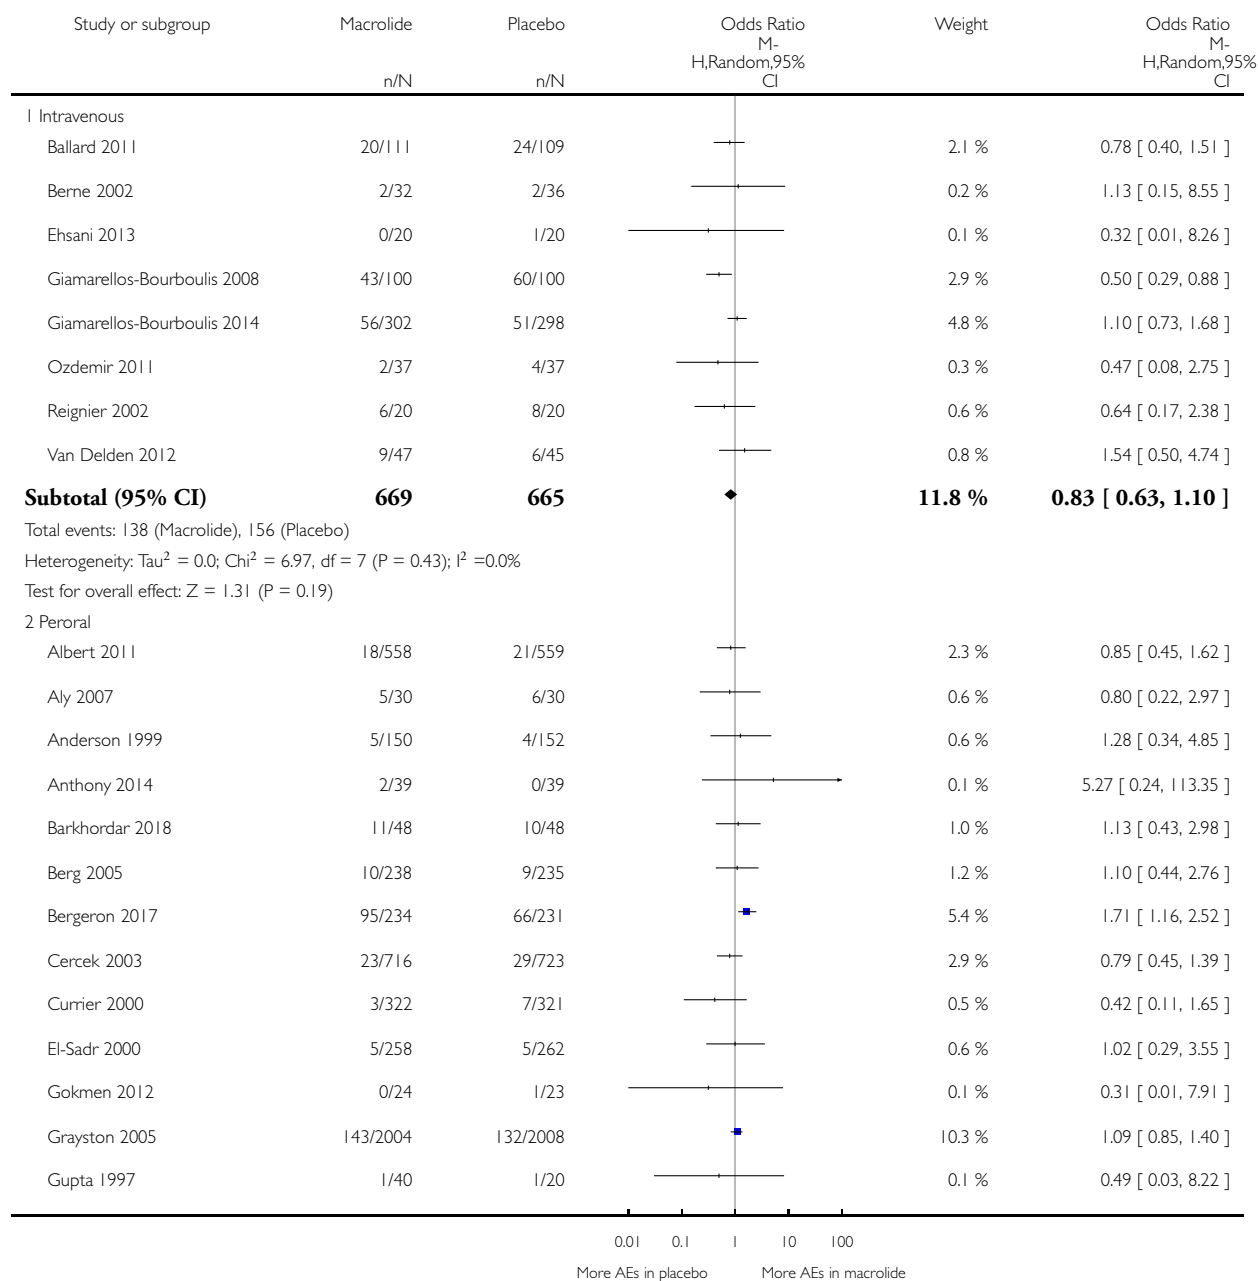 Study or subgroup Macrolide Placebo Odds Ratio Weight Odds Ratio
M-
H,Random,95%
CI
M-
H,Random,95%
CI
n/N n/N
1 Intravenous
Ballard 2011 20/111 24/109 2.1 % 0.78 [ 0.40, 1.51 ]
Berne 2002 2/32 2/36 0.2 % 1.13 [ 0.15, 8.55 ]
Ehsani 2013 0/20 1/20 0.1 % 0.32 [ 0.01, 8.26 ]
Giamarellos-Bourboulis 2008 43/100 60/100 2.9 % 0.50 [ 0.29, 0.88 ]
Giamarellos-Bourboulis 2014 56/302 51/298 4.8 % 1.10 [ 0.73, 1.68 ]
Ozdemir 2011 2/37 4/37 0.3 % 0.47 [ 0.08, 2.75 ]
Reignier 2002 6/20 8/20 0.6 % 0.64 [ 0.17, 2.38 ]
Van Delden 2012 9/47 6/45 0.8 % 1.54 [ 0.50, 4.74 ]
Subtotal (95% CI) 669 665 11.8 % 0.83 [ 0.63, 1.10 ]
Total events: 138 (Macrolide), 156 (Placebo)
Heterogeneity: Tau² = 0.0; Chi² = 6.97, df = 7 (P = 0.43); I² =0.0%
Test for overall effect: Z = 1.31 (P = 0.19)
2 Peroral
Albert 2011 18/558 21/559 2.3 % 0.85 [ 0.45, 1.62 ]
Aly 2007 5/30 6/30 0.6 % 0.80 [ 0.22, 2.97 ]
Anderson 1999 5/150 4/152 0.6 % 1.28 [ 0.34, 4.85 ]
Anthony 2014 2/39 0/39 0.1 % 5.27 [ 0.24, 113.35 ]
Barkhordar 2018 11/48 10/48 1.0 % 1.13 [ 0.43, 2.98 ]
Berg 2005 10/238 9/235 1.2 % 1.10 [ 0.44, 2.76 ]
Bergeron 2017 95/234 66/231 5.4 % 1.71 [ 1.16, 2.52 ]
Cercek 2003 23/716 29/723 2.9 % 0.79 [ 0.45, 1.39 ]
Currier 2000 3/322 7/321 0.5 % 0.42 [ 0.11, 1.65 ]
El-Sadr 2000 5/258 5/262 0.6 % 1.02 [ 0.29, 3.55 ]
Gokmen 2012 0/24 1/23 0.1 % 0.31 [ 0.01, 7.91 ]
Grayston 2005 143/2004 132/2008 10.3 % 1.09 [ 0.85, 1.40 ]
Gupta 1997 1/40 1/20 0.1 % 0.49 [ 0.03, 8.22 ]
0.01 0.1 1 10 100
More AEs in placebo More AEs in macrolide